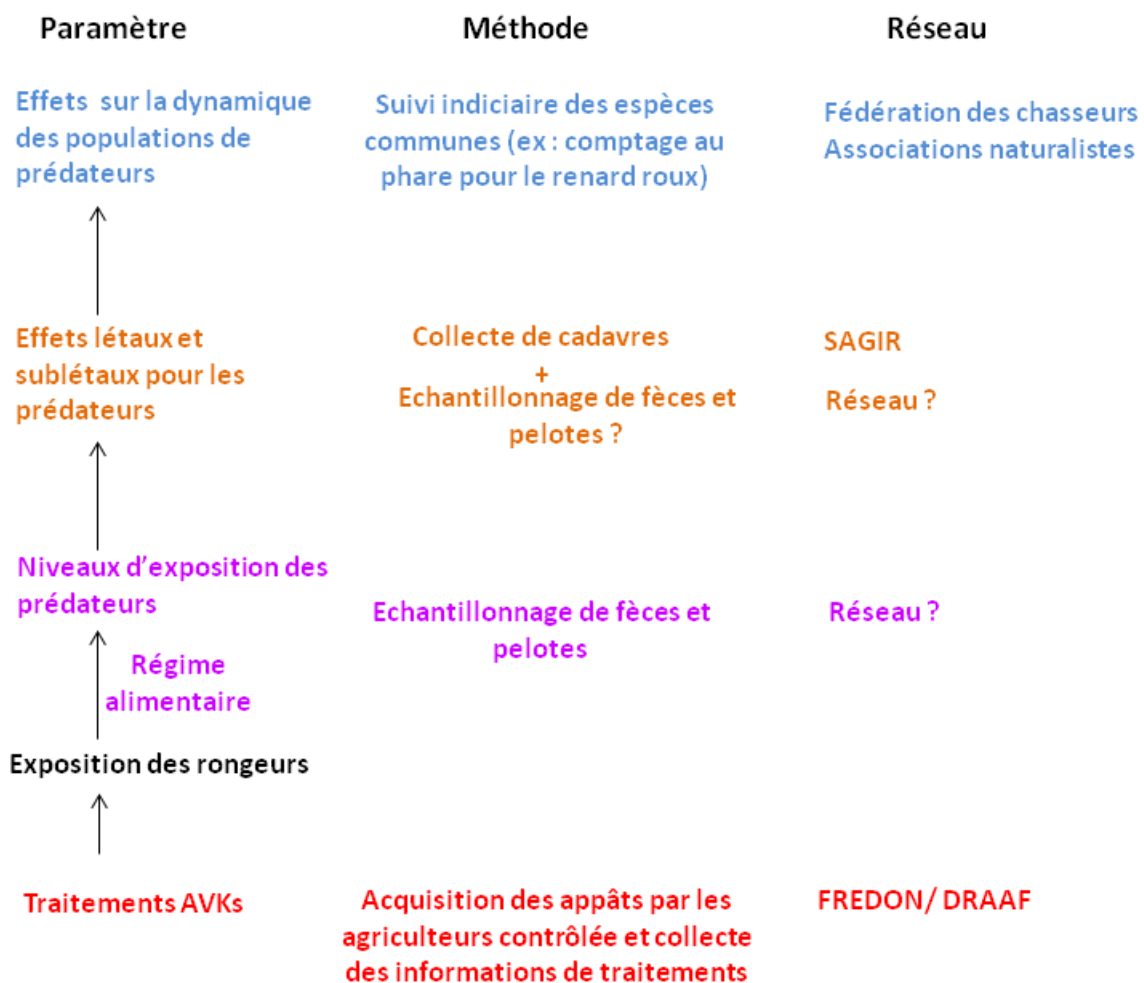 Paramètre
Méthode
Réseau
Effets sur la dynamique
des populations de
prédateurs
Suivi indiciaire des espèces
communes (ex : comptage au
phare pour le renard roux)
Fédération des chasseurs
Associations naturalistes
Effets létaux et
sublétaux pour les
prédateurs
Collecte de cadavres
+
Echantillonnage de fèces et
pelotes ?
SAGIR
Réseau ?
Niveaux d'exposition des
prédateurs
Echantillonnage de fèces et
pelotes
Réseau ?
Régime
alimentaire
Exposition des rongeurs
Traitements AVKs
Acquisition des appâts par les
agriculteurs contrôlée et collecte
des informations de traitements
FREDON/ DRAAF